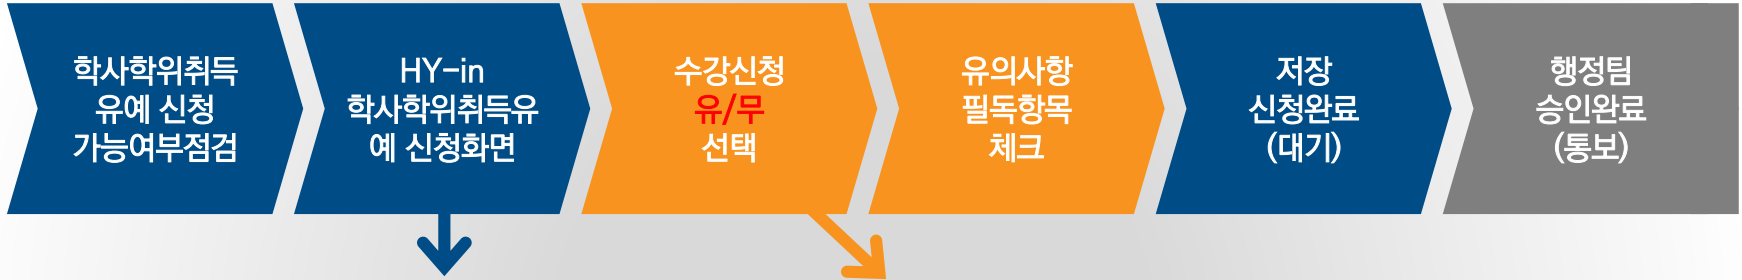 학사학위취득
유예 신청
가능여부점검
HY-in
학사학위취득유
예 신청화면
수강신청
유/무
선택
유의사항
필독항목
체크
저장
신청완료
(대기)
행정팀
승인완료
(통보)